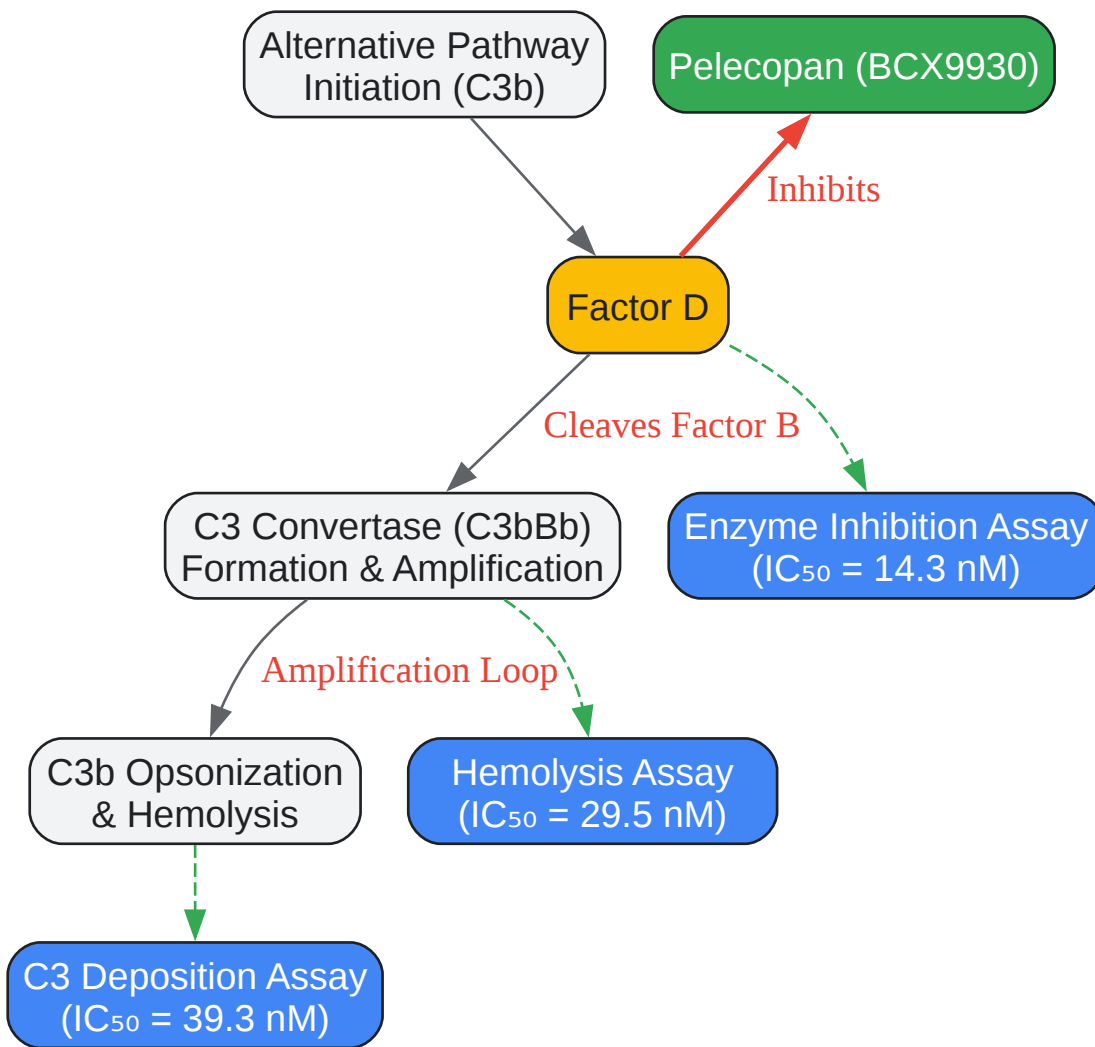 Alternative Pathway
Initiation (C3b)
Pelecopan (BCX9930)
Inhibits
Factor D
Cleaves Factor B
C3 Convertase (C3bBb)
Formation & Amplification
Enzyme Inhibition Assay
(IC₅₀ = 14.3 nM)
Amplification Loop
C3b Opsonization
& Hemolysis
Hemolysis Assay
(IC₅₀ = 29.5 nM)
C3 Deposition Assay
(IC₅₀ = 39.3 nM)